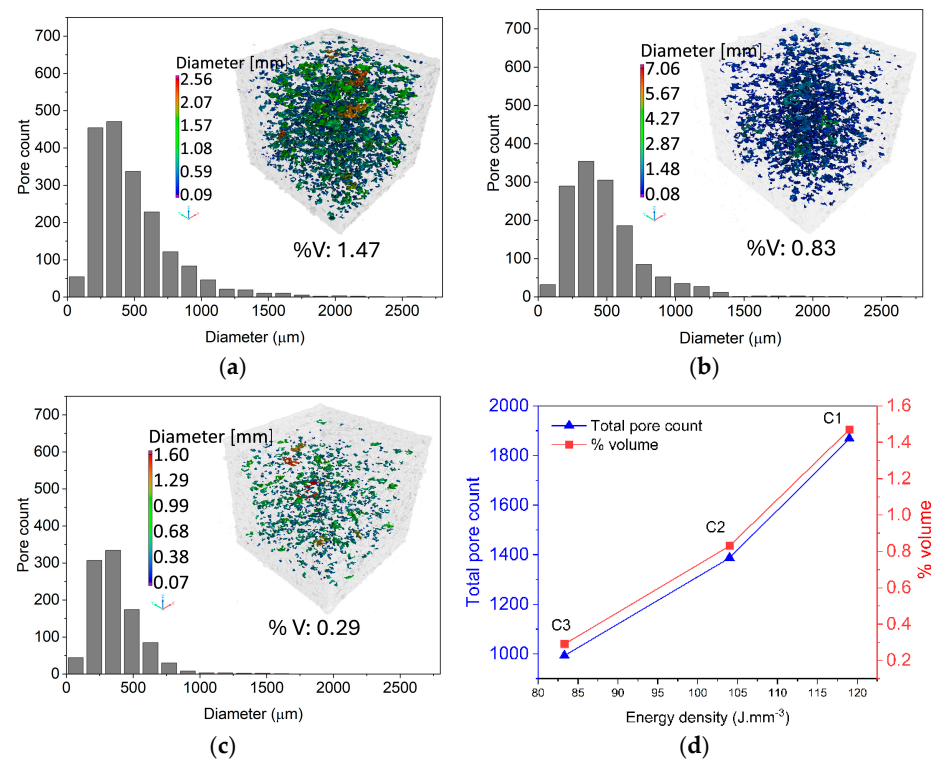 700
600
500
400
300
200
100
0
Pore count
Diameter [mm]
2.56
2.07
1.57
1.08
0.59
0.09
%V: 1.47
0 500 1000 1500 2000 2500
Diameter (μm)
(a)
700
600
500
400
300
200
100
0
Pore count
Diameter [mm]
7.06
5.67
4.27
2.87
1.48
0.08
%V: 0.83
0 500 1000 1500 2000 2500
Diameter (μm)
(b)
700
600
500
400
300
200
100
0
Pore count
Diameter [mm]
1.60
1.29
0.99
0.68
0.38
0.07
% V: 0.29
0 500 1000 1500 2000 2500
Diameter (μm)
(c)
2000
1800
1600
1400
1200
1000
Total pore count
Total pore count
% volume
C1
C2
C3
1.6
1.4
1.2
1.0
0.8
0.6
0.4
0.2
% volume
80 85 90 95 100 105 110 115 120
Energy density (J.mm⁻³)
(d)